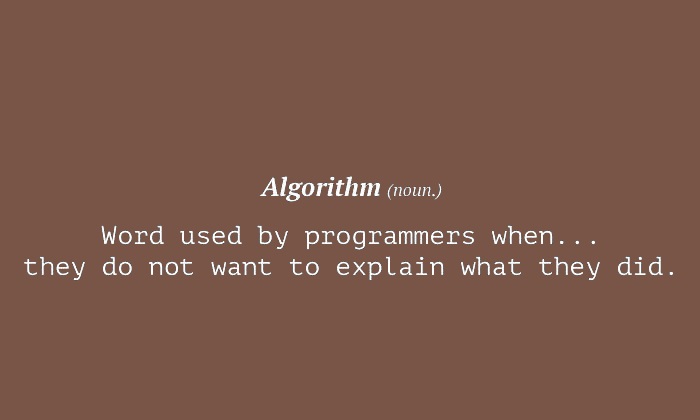 Algorithm (noun.)
Word used by programmers when...
they do not want to explain what they did.